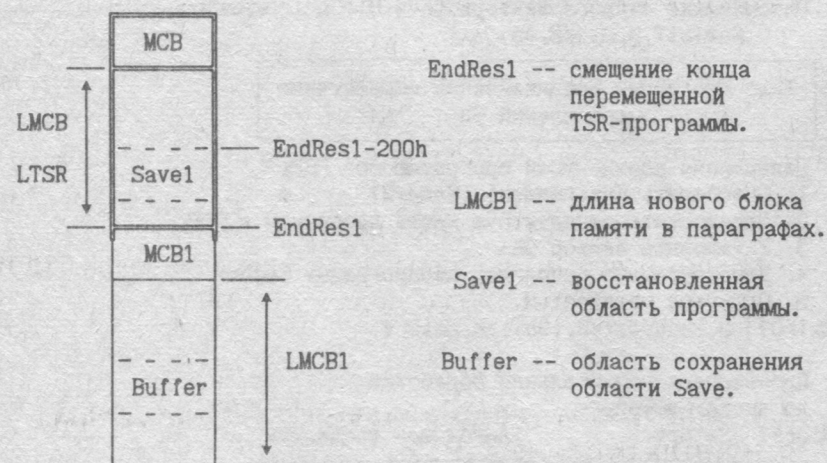 MCB
LMCB
LTSR
Save1
EndRes1-200h
EndRes1
MCB1
LMCB1
Buffer
EndRes1 -- смещение конца
перемещенной
TSR-программы.
LMCB1 -- длина нового блока
памяти в параграфах.
Save1 -- восстановленная
область программы.
Buffer -- область сохранения
области Save.